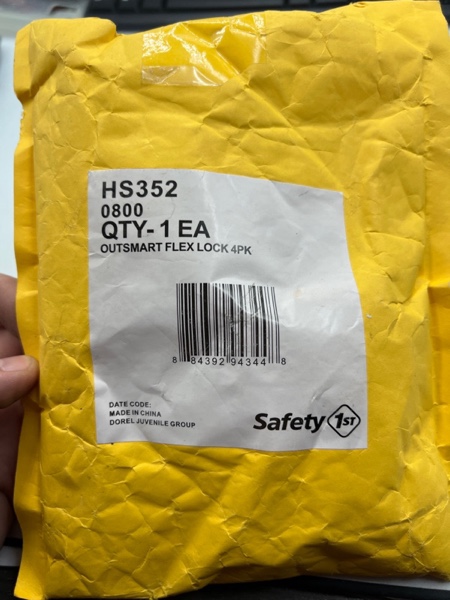 HS352
0800
QTY- 1 EA
OUTSMART FLEX LOCK 4PK
8 84392 94344 8
DATE CODE:
MADE IN CHINA
DOREL JUVENILE GROUP
Safety 1ST